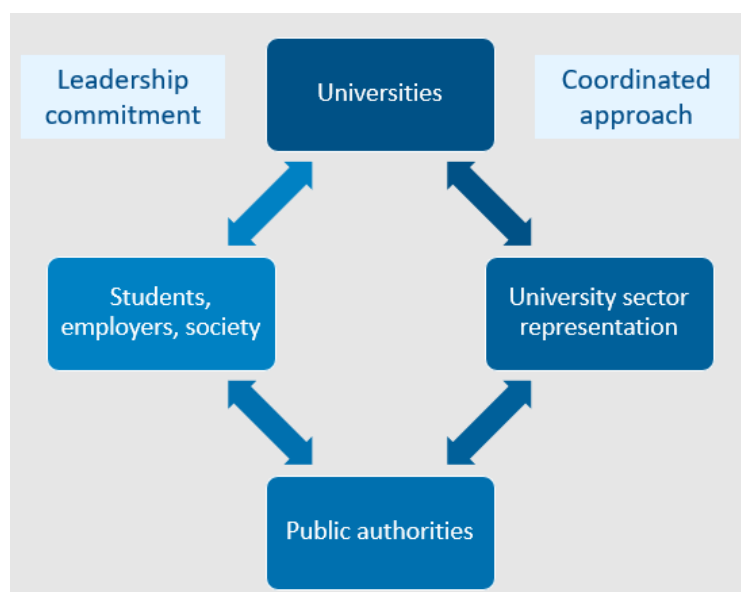 Leadership
commitment
Universities
Coordinated
approach
Students,
employers, society
University sector
representation
Public authorities